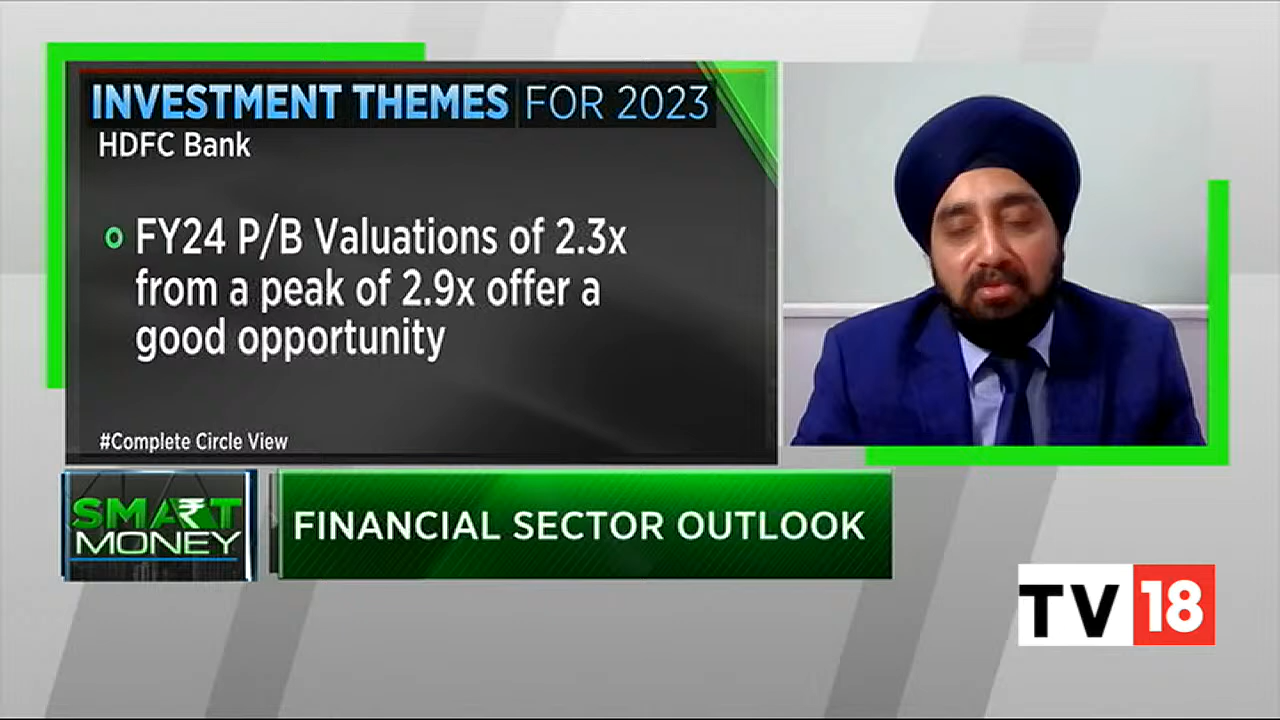 INVESTMENT THEMES FOR 2023
HDFC Bank
FY24 P/B Valuations of 2.3x
from a peak of 2.9x offer a
good opportunity
#Complete Circle View
SMA₹T
MONEY
FINANCIAL SECTOR OUTLOOK
TV18